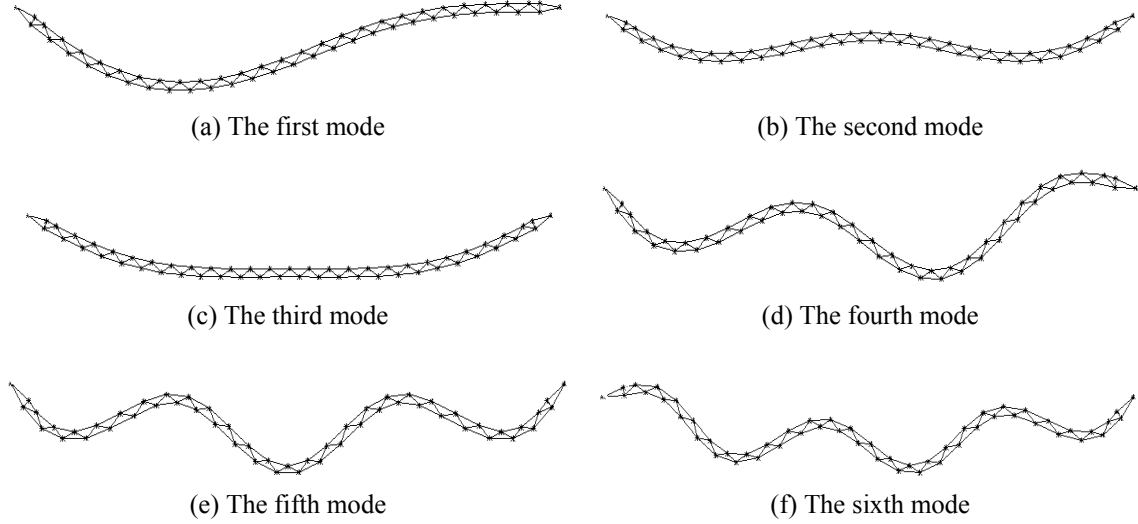 (a) The first mode
(b) The second mode
(c) The third mode
(d) The fourth mode
(e) The fifth mode
(f) The sixth mode